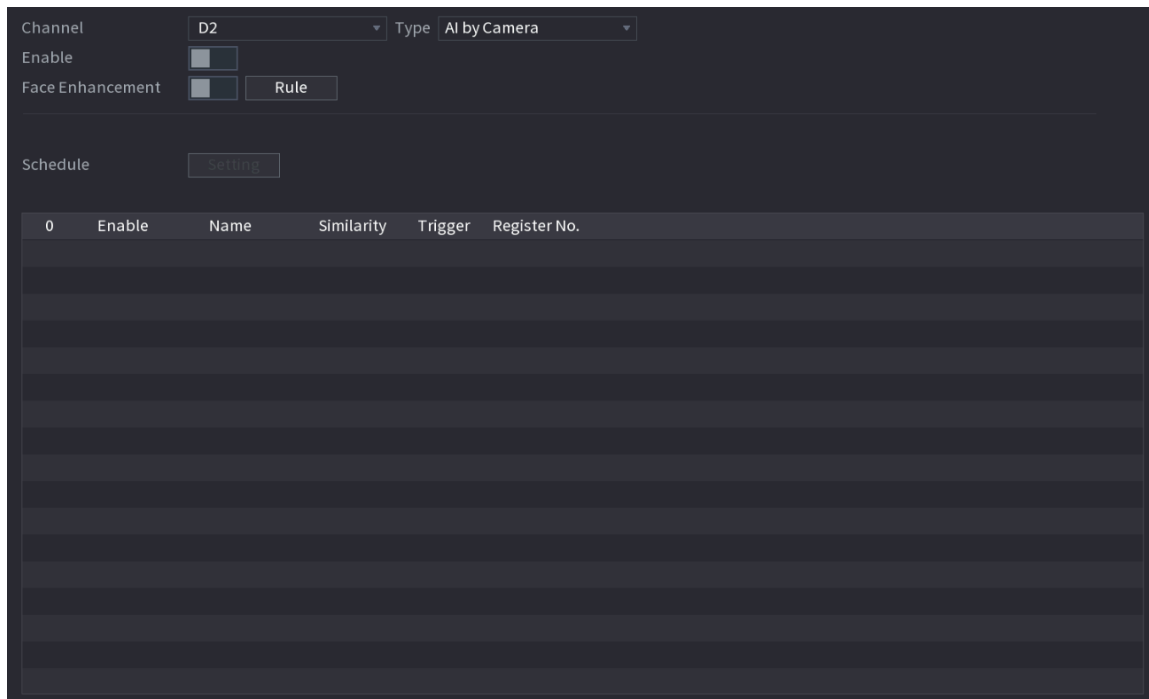 Channel D2 Type AI by Camera
Enable
Face Enhancement Rule
Schedule Setting
0 Enable Name Similarity Trigger Register No.